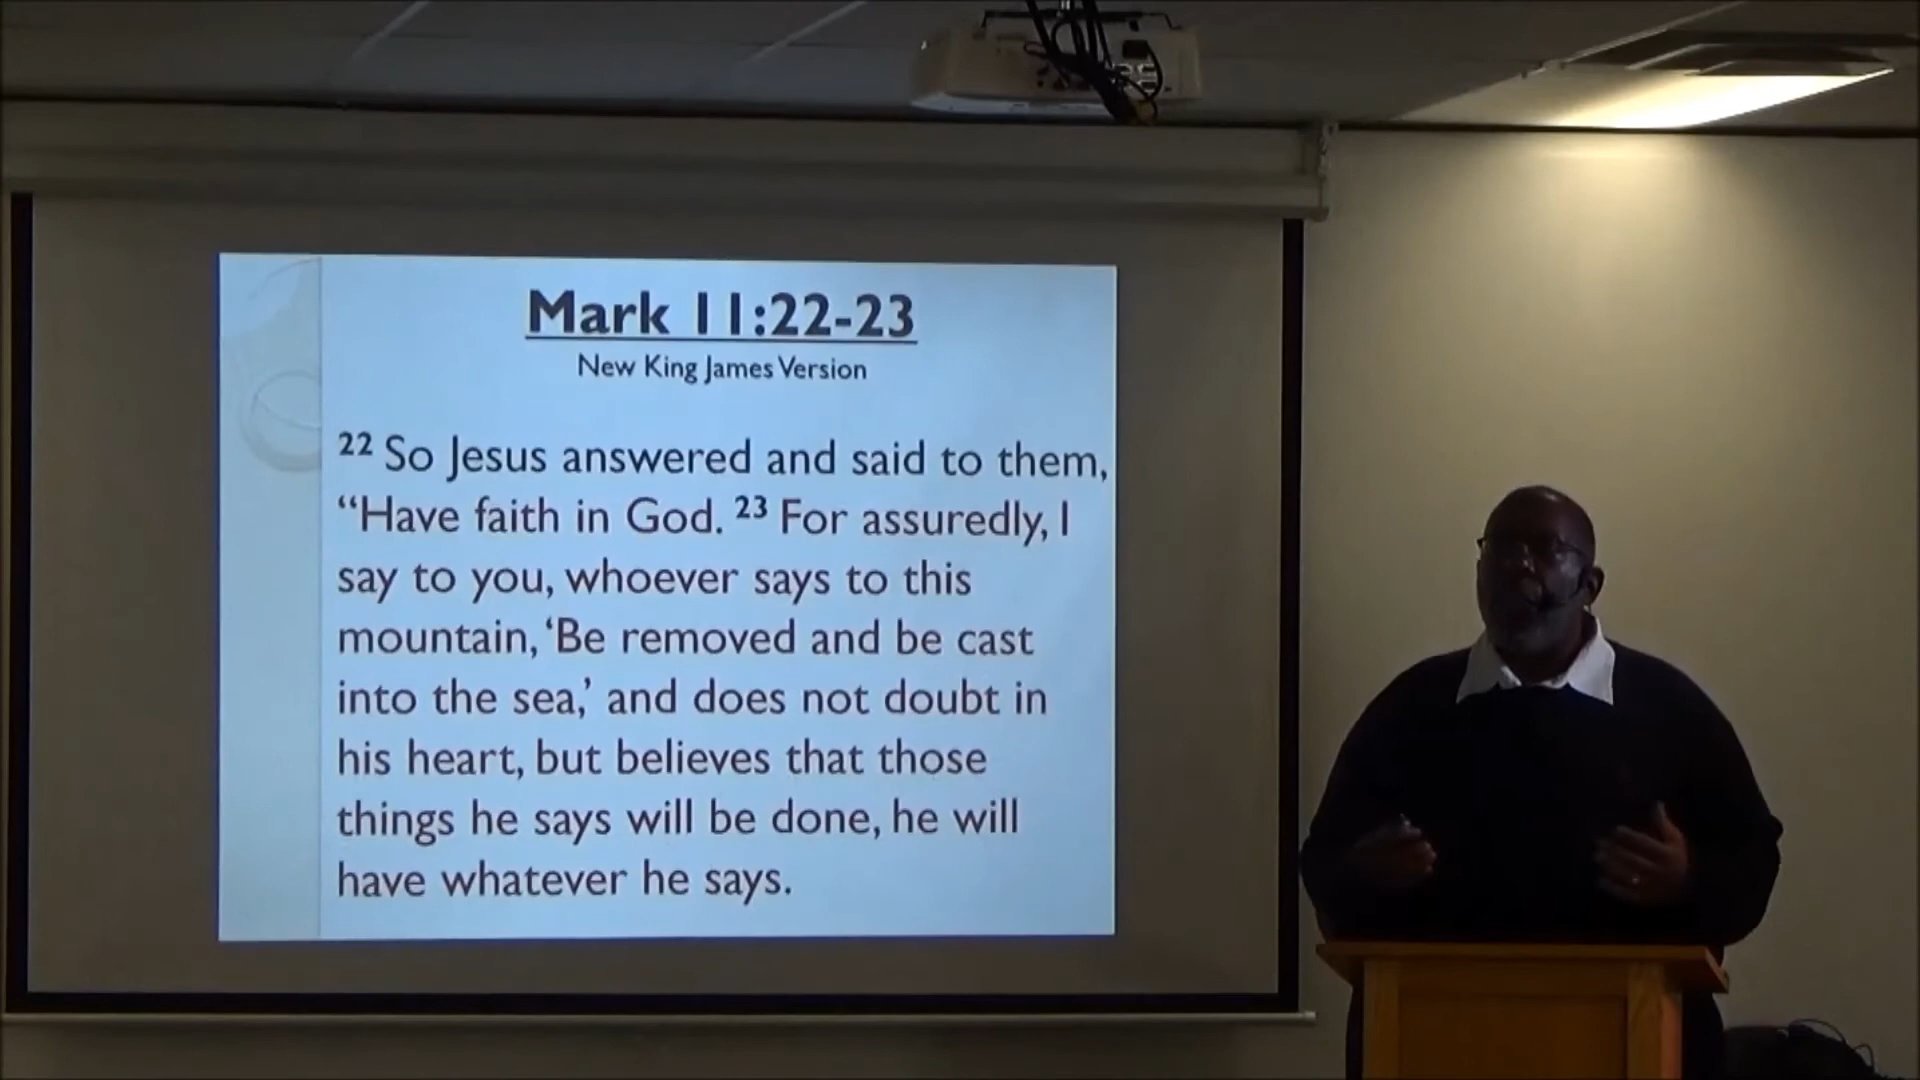 Mark 11:22-23
New King James Version
22 So Jesus answered and said to them,
“Have faith in God. 23 For assuredly, I
say to you, whoever says to this
mountain, ‘Be removed and be cast
into the sea,’ and does not doubt in
his heart, but believes that those
things he says will be done, he will
have whatever he says.